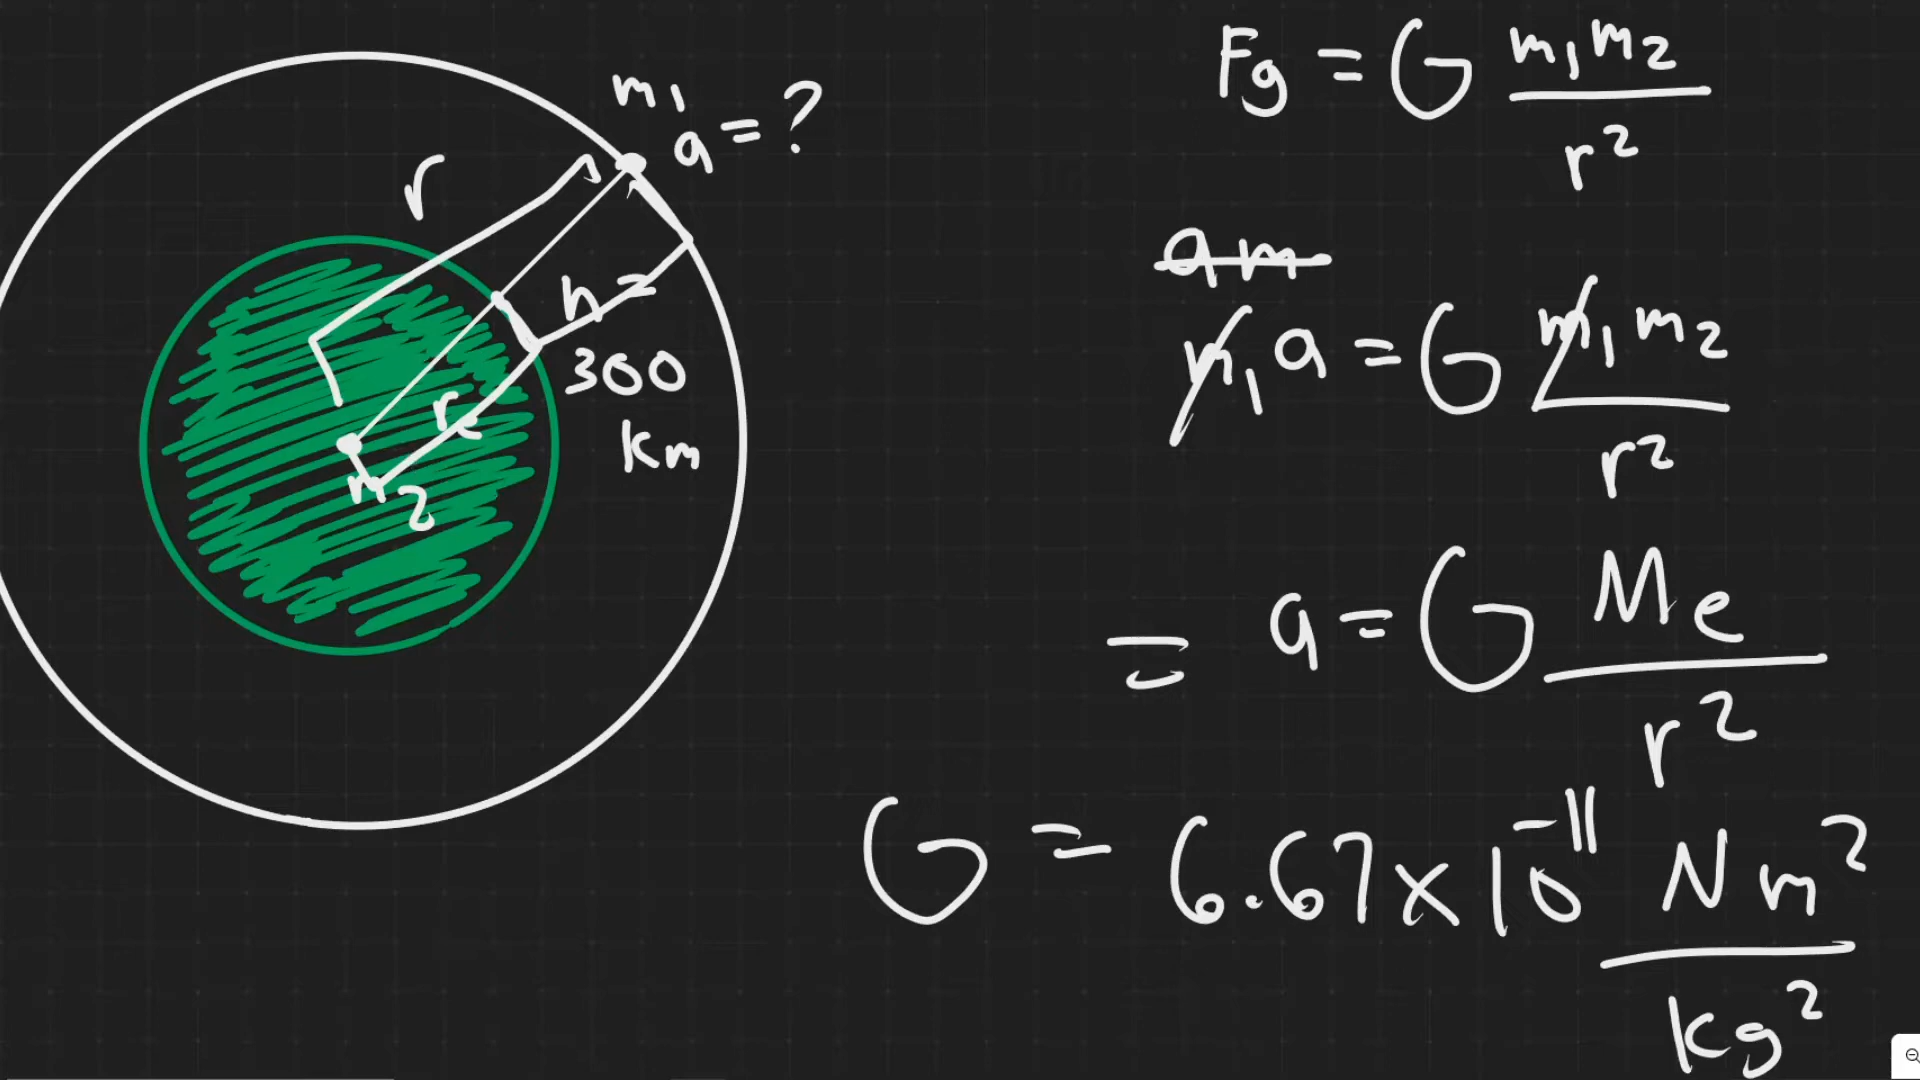 m₁
a = ?
r
h =
300
km
rₑ
m₂
Fg = G m₁m₂ / r²
am
m₁a = G m₁m₂ / r²
= a = G Me / r²
G = 6.67 × 10⁻¹¹ Nm² / kg²